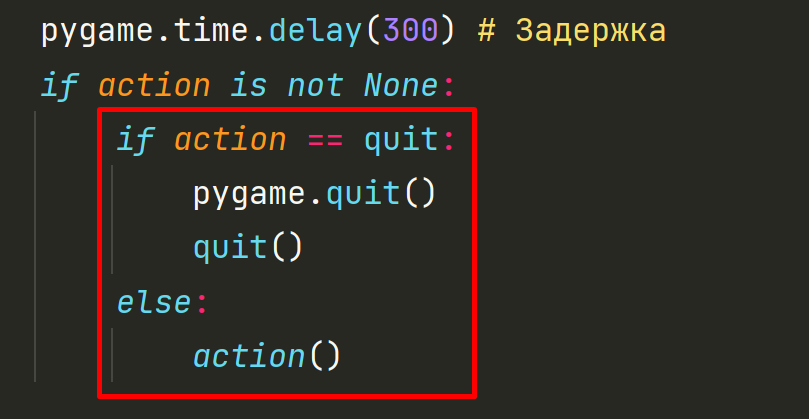 pygame.time.delay(300) # Задержка
if action is not None:
if action == quit:
pygame.quit()
quit()
else:
action()